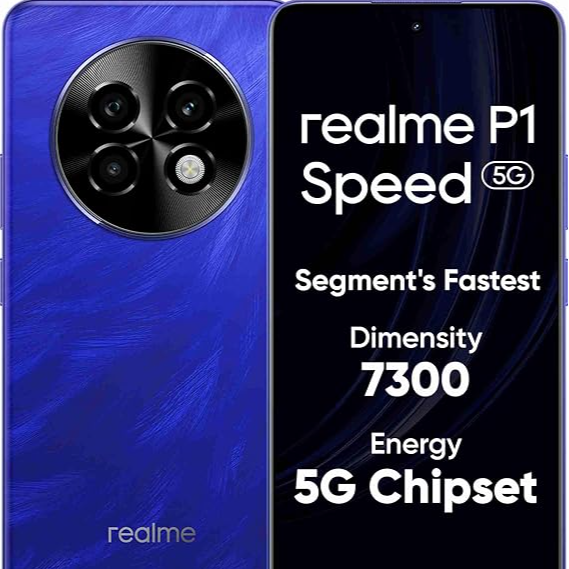 realme P1
Speed 5G
Segment's Fastest
Dimensity
7300
Energy
5G Chipset
realme